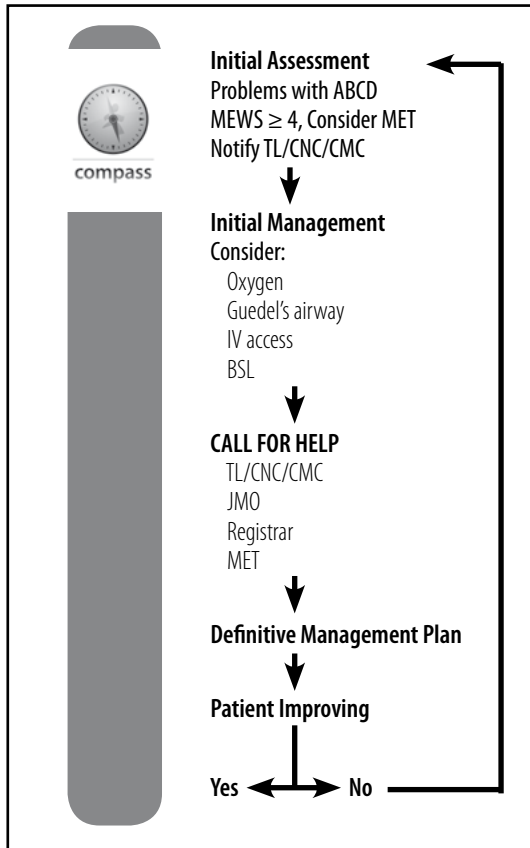 compass
Initial Assessment
Problems with ABCD
MEWS ≥ 4, Consider MET
Notify TL/CNC/CMC
Initial Management
Consider:
Oxygen
Guedel's airway
IV access
BSL
CALL FOR HELP
TL/CNC/CMC
JMO
Registrar
MET
Definitive Management Plan
Patient Improving
Yes No